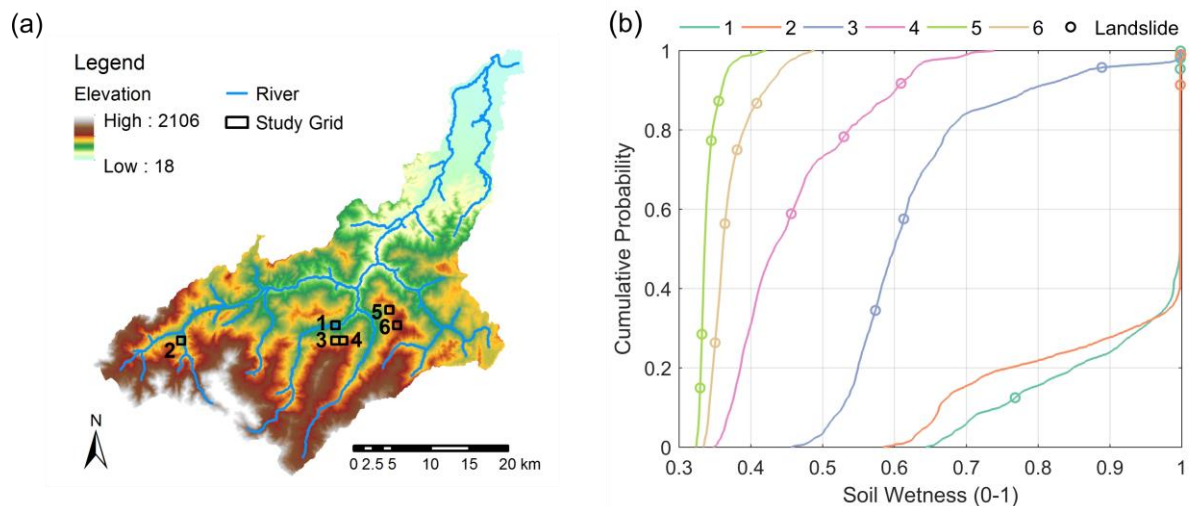 (a)
Legend
Elevation
High : 2106
Low : 18
River
Study Grid
1
2
3
4
5
6
N
0 2.5 5 10 15 20 km
(b)
1 2 3 4 5 6 Landslide
1
0.8
0.6
0.4
0.2
0
0.3 0.4 0.5 0.6 0.7 0.8 0.9 1
Cumulative Probability
Soil Wetness (0-1)